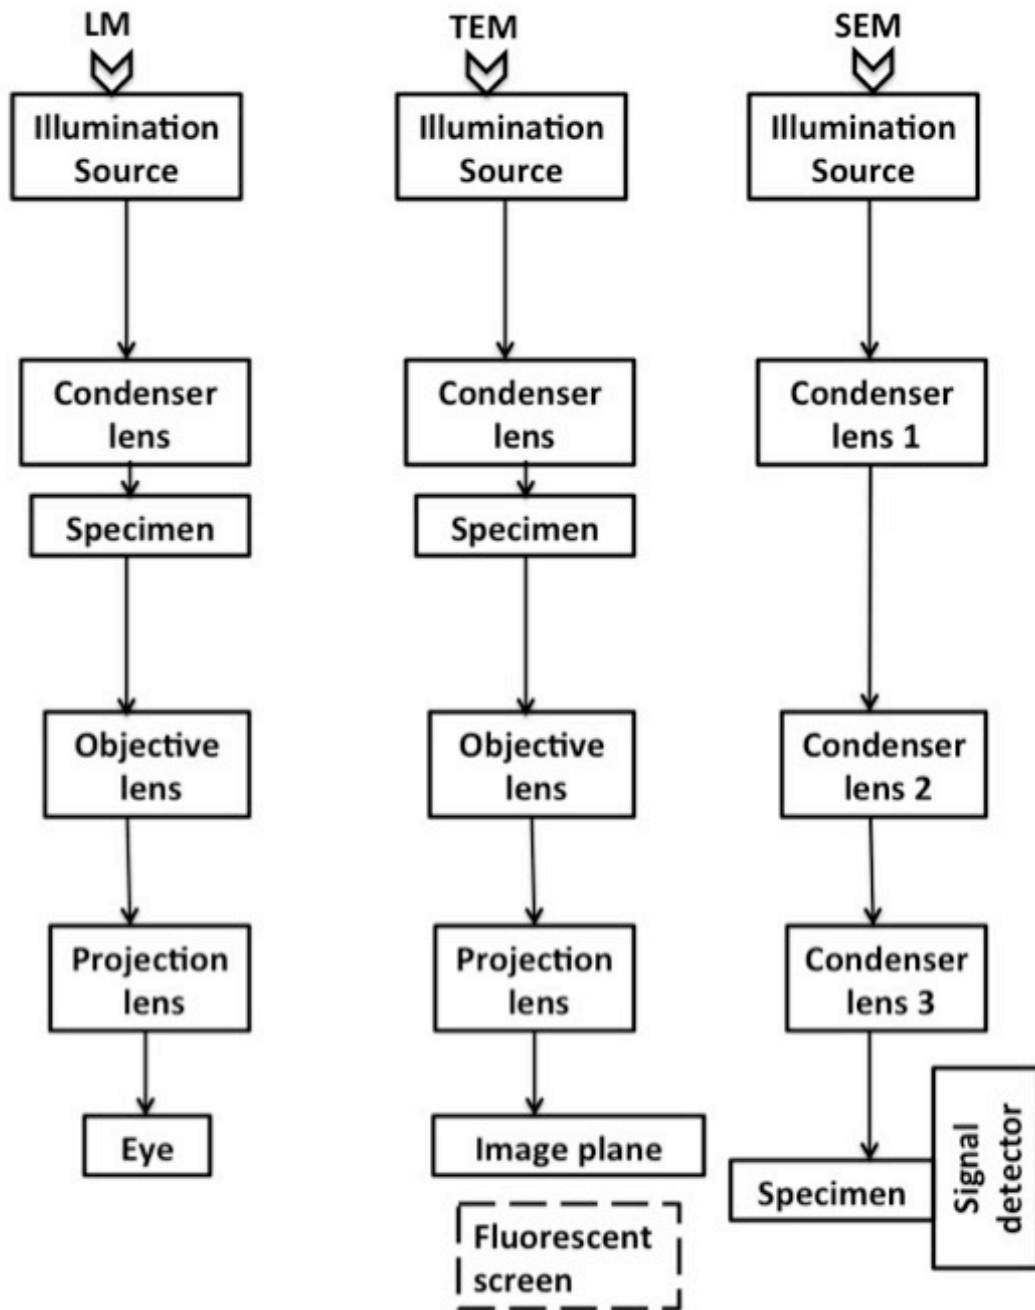 LM
Illumination
Source
Condenser
lens
Specimen
Objective
lens
Projection
lens
Eye
TEM
Illumination
Source
Condenser
lens
Specimen
Objective
lens
Projection
lens
Image plane
Fluorescent
screen
SEM
Illumination
Source
Condenser
lens 1
Condenser
lens 2
Condenser
lens 3
Specimen
Signal
detector